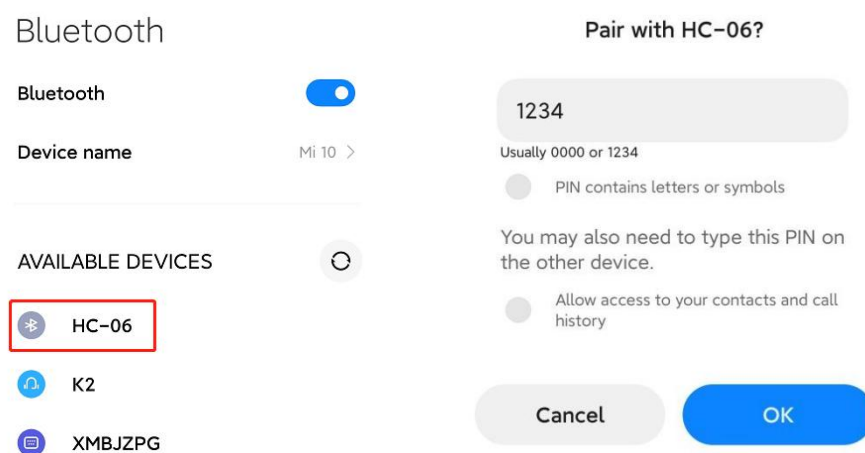 Bluetooth
Bluetooth
Device name
Mi 10 >
AVAILABLE DEVICES
HC-06
K2
XMBJZPG
Pair with HC-06?
1234
Usually 0000 or 1234
PIN contains letters or symbols
You may also need to type this PIN on
the other device.
Allow access to your contacts and call
history
Cancel
OK